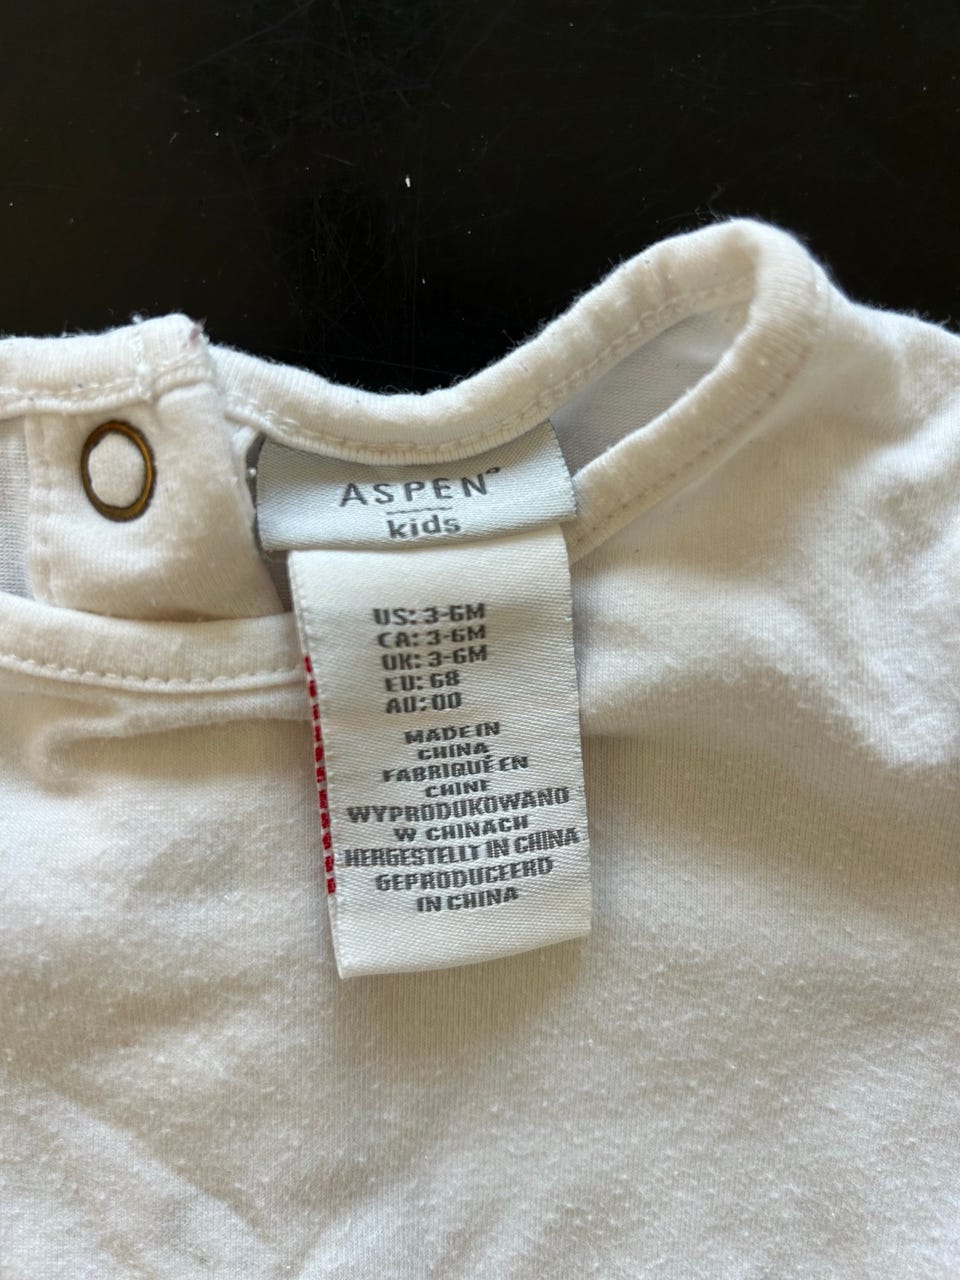 ASPEN®
kids
US: 3-6M
CA: 3-6M
UK: 3-6M
EU: 68
AU: 00
MADE IN
CHINA
FABRIQUÉ EN
CHINE
WYPRODUKOWANO
W CHINACH
HERGESTELLT IN CHINA
GEPRODUCEERD
IN CHINA